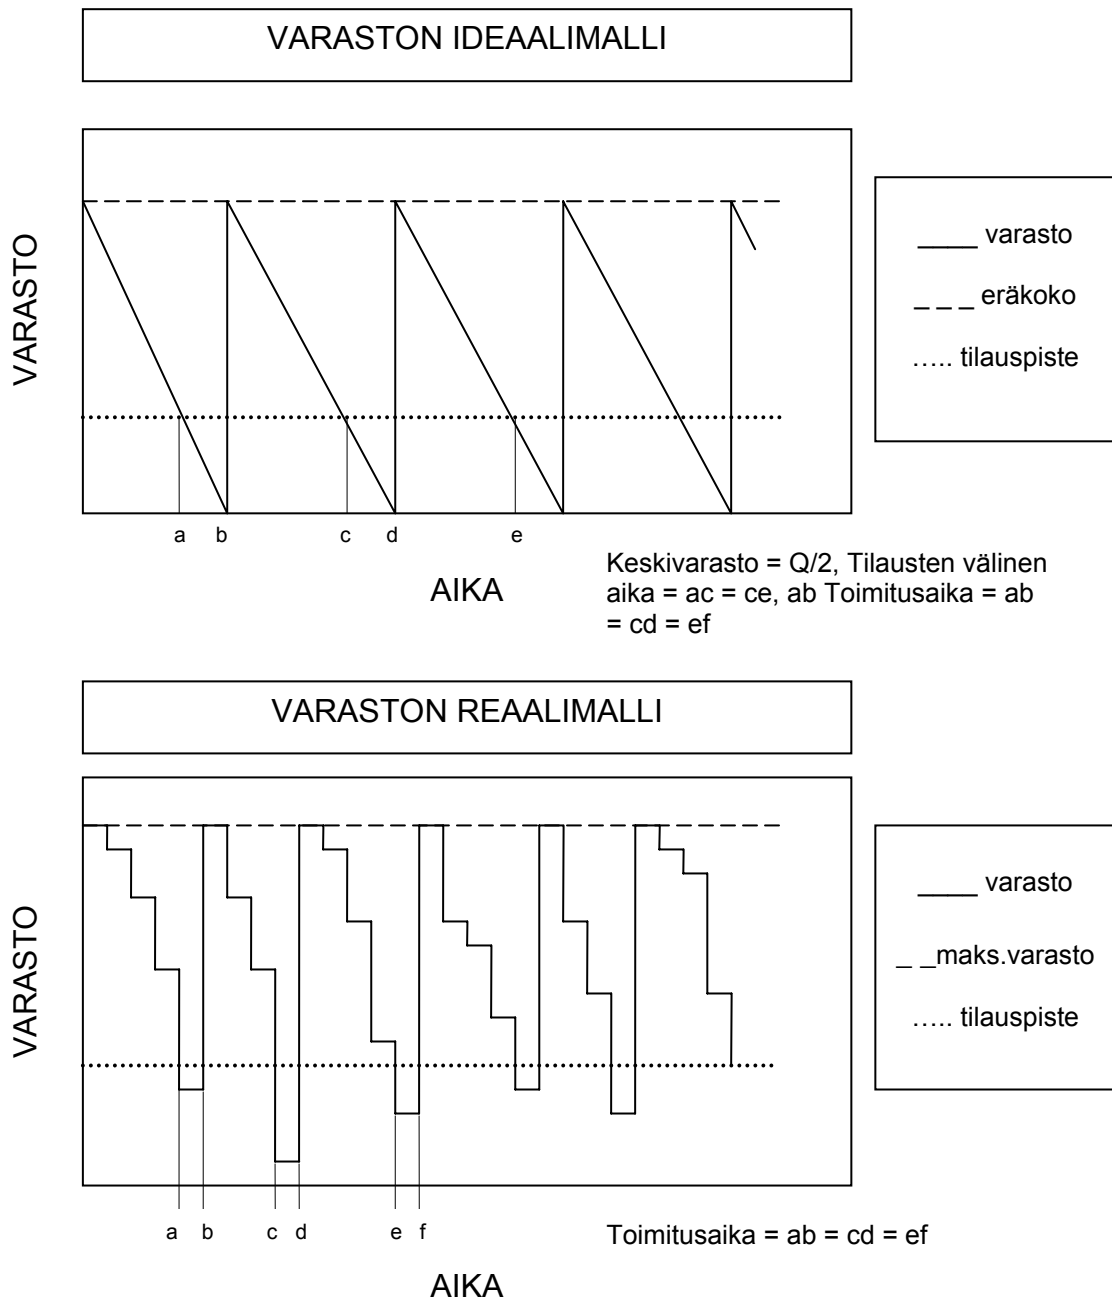 VARASTON IDEAALIMALLI
VARASTO
____ varasto
_ _ _ eräkoko
….. tilauspiste
a b c d e
AIKA
Keskivarasto = Q/2, Tilausten välinen
aika = ac = ce, ab Toimitusaika = ab
= cd = ef
VARASTON REAALIMALLI
VARASTO
____ varasto
_ _maks.varasto
….. tilauspiste
a b c d e f
Toimitusaika = ab = cd = ef
AIKA